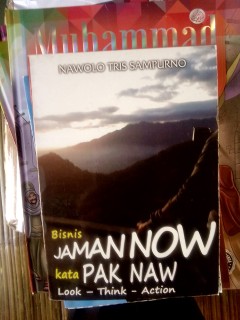 Muhammad
NAWOLO TRIS SAMPURNO
Bisnis
JAMAN NOW
kata PAK NAW
Look – Think - Action